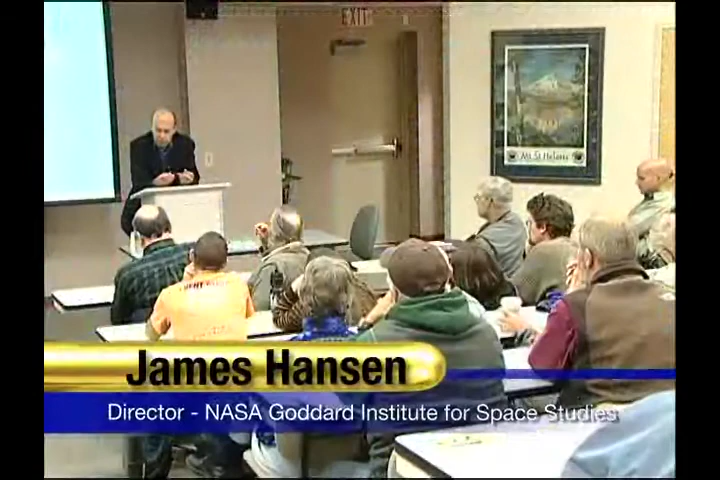 EXIT
Mt. St. Helens
James Hansen
Director - NASA Goddard Institute for Space Studies